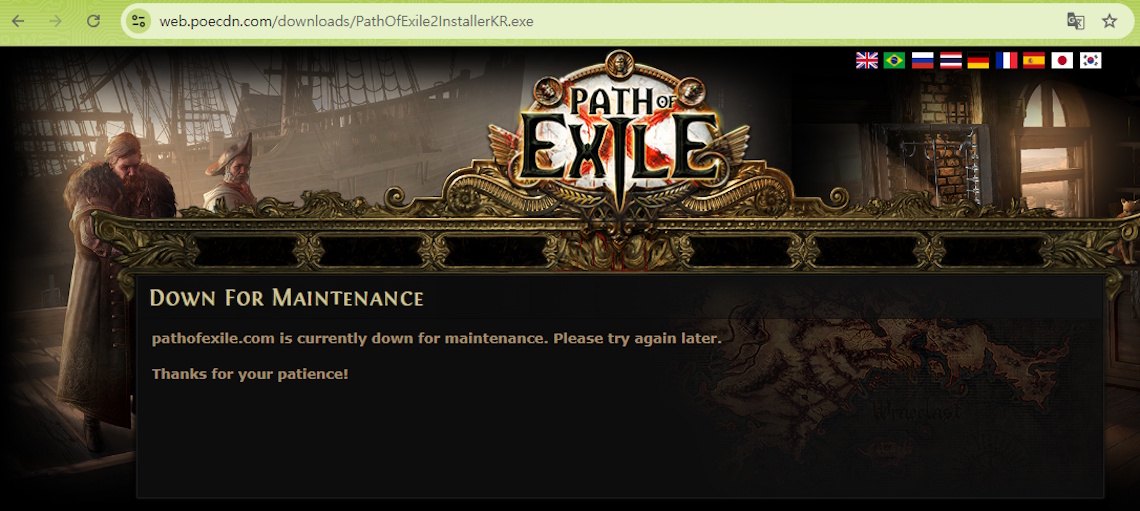 web.poecdn.com/downloads/PathOfExile2InstallerKR.exe
PATH OF
EXILE
Down For Maintenance
pathofexile.com is currently down for maintenance. Please try again later.
Thanks for your patience!
Wraeclast